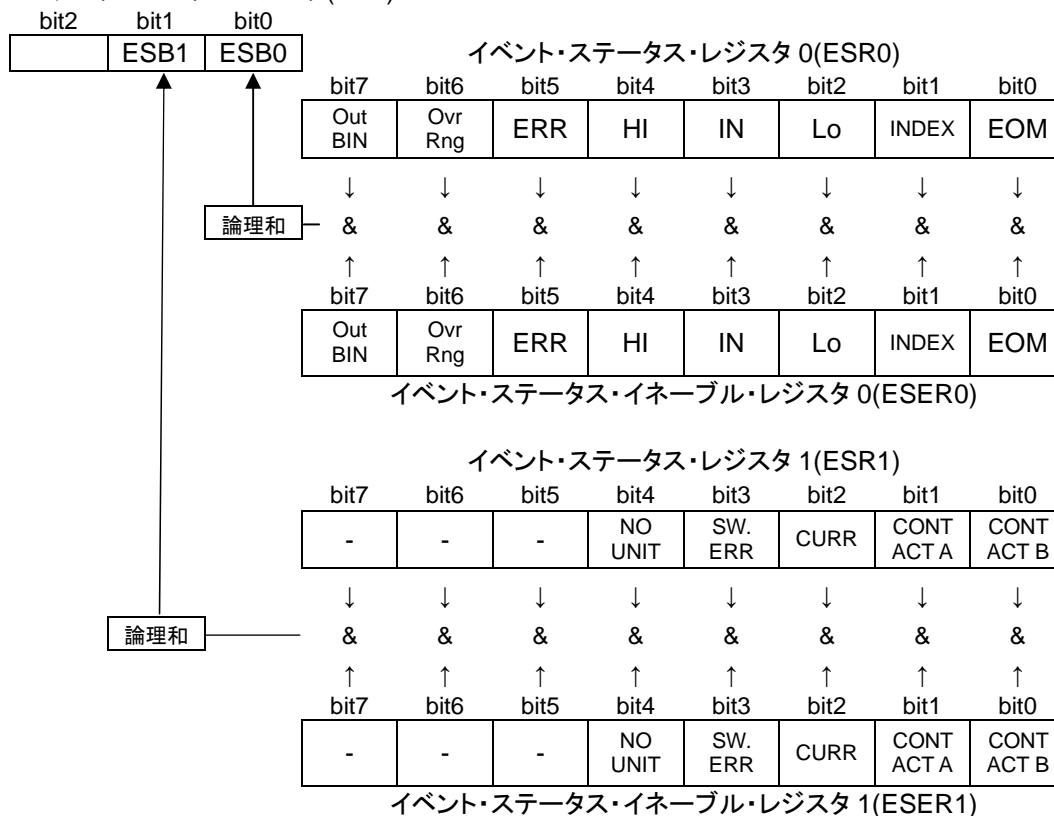 bit2 bit1 bit0
ESB1 ESB0
イベント・ステータス・レジスタ 0(ESR0)
bit7 bit6 bit5 bit4 bit3 bit2 bit1 bit0
Out BIN Ovr Rng ERR HI IN Lo INDEX EOM
↓ ↓ ↓ ↓ ↓ ↓ ↓ ↓
論理和 & & & & & & & &
↑ ↑ ↑ ↑ ↑ ↑ ↑ ↑
bit7 bit6 bit5 bit4 bit3 bit2 bit1 bit0
Out BIN Ovr Rng ERR HI IN Lo INDEX EOM
イベント・ステータス・イネーブル・レジスタ 0(ESER0)
イベント・ステータス・レジスタ 1(ESR1)
bit7 bit6 bit5 bit4 bit3 bit2 bit1 bit0
- - - NO UNIT SW. ERR CURR CONT ACT A CONT ACT B
↓ ↓ ↓ ↓ ↓ ↓ ↓ ↓
論理和 & & & & & & & &
↑ ↑ ↑ ↑ ↑ ↑ ↑ ↑
bit7 bit6 bit5 bit4 bit3 bit2 bit1 bit0
- - - NO UNIT SW. ERR CURR CONT ACT A CONT ACT B
イベント・ステータス・イネーブル・レジスタ 1(ESER1)